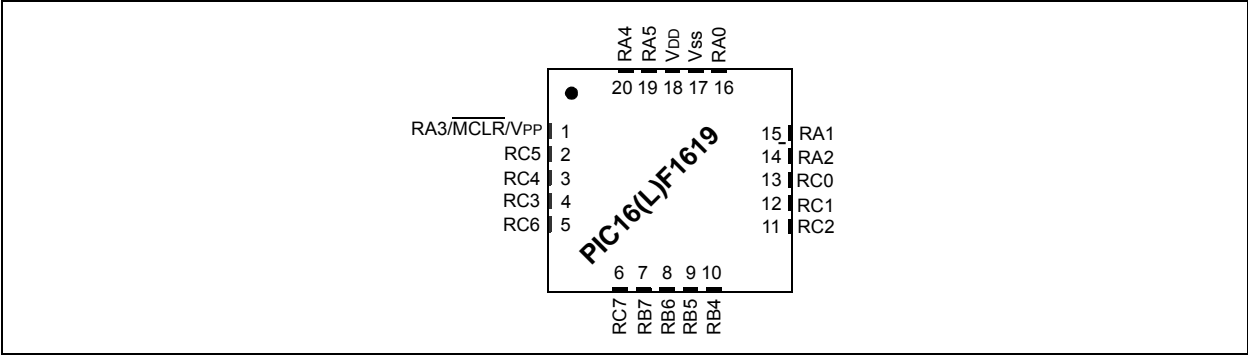 RA4 RA5 VDD Vss RA0
20 19 18 17 16
RA3/MCLR/VPP 1
RC5 2
RC4 3
RC3 4
RC6 5
PIC16(L)F1619
15 RA1
14 RA2
13 RC0
12 RC1
11 RC2
6 7 8 9 10
RC7 RB7 RB6 RB5 RB4